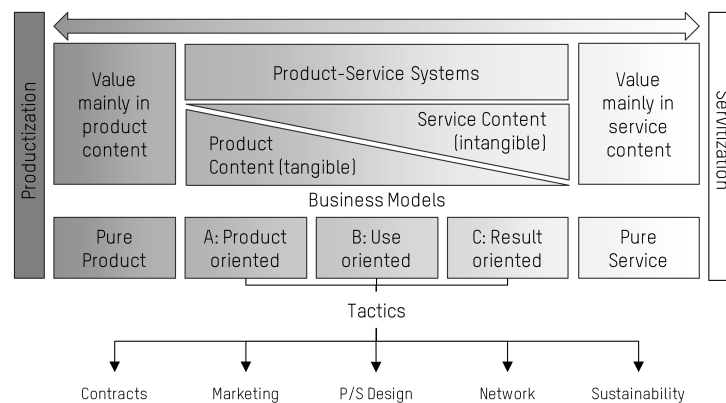 Productization
Value
mainly in
product
content
Product-Service Systems
Service Content
(intangible)
Product
Content (tangible)
Value
mainly in
service
content
Servitization
Business Models
Pure
Product
A: Product
oriented
B: Use
oriented
C: Result
oriented
Pure
Service
Tactics
Contracts
Marketing
P/S Design
Network
Sustainability